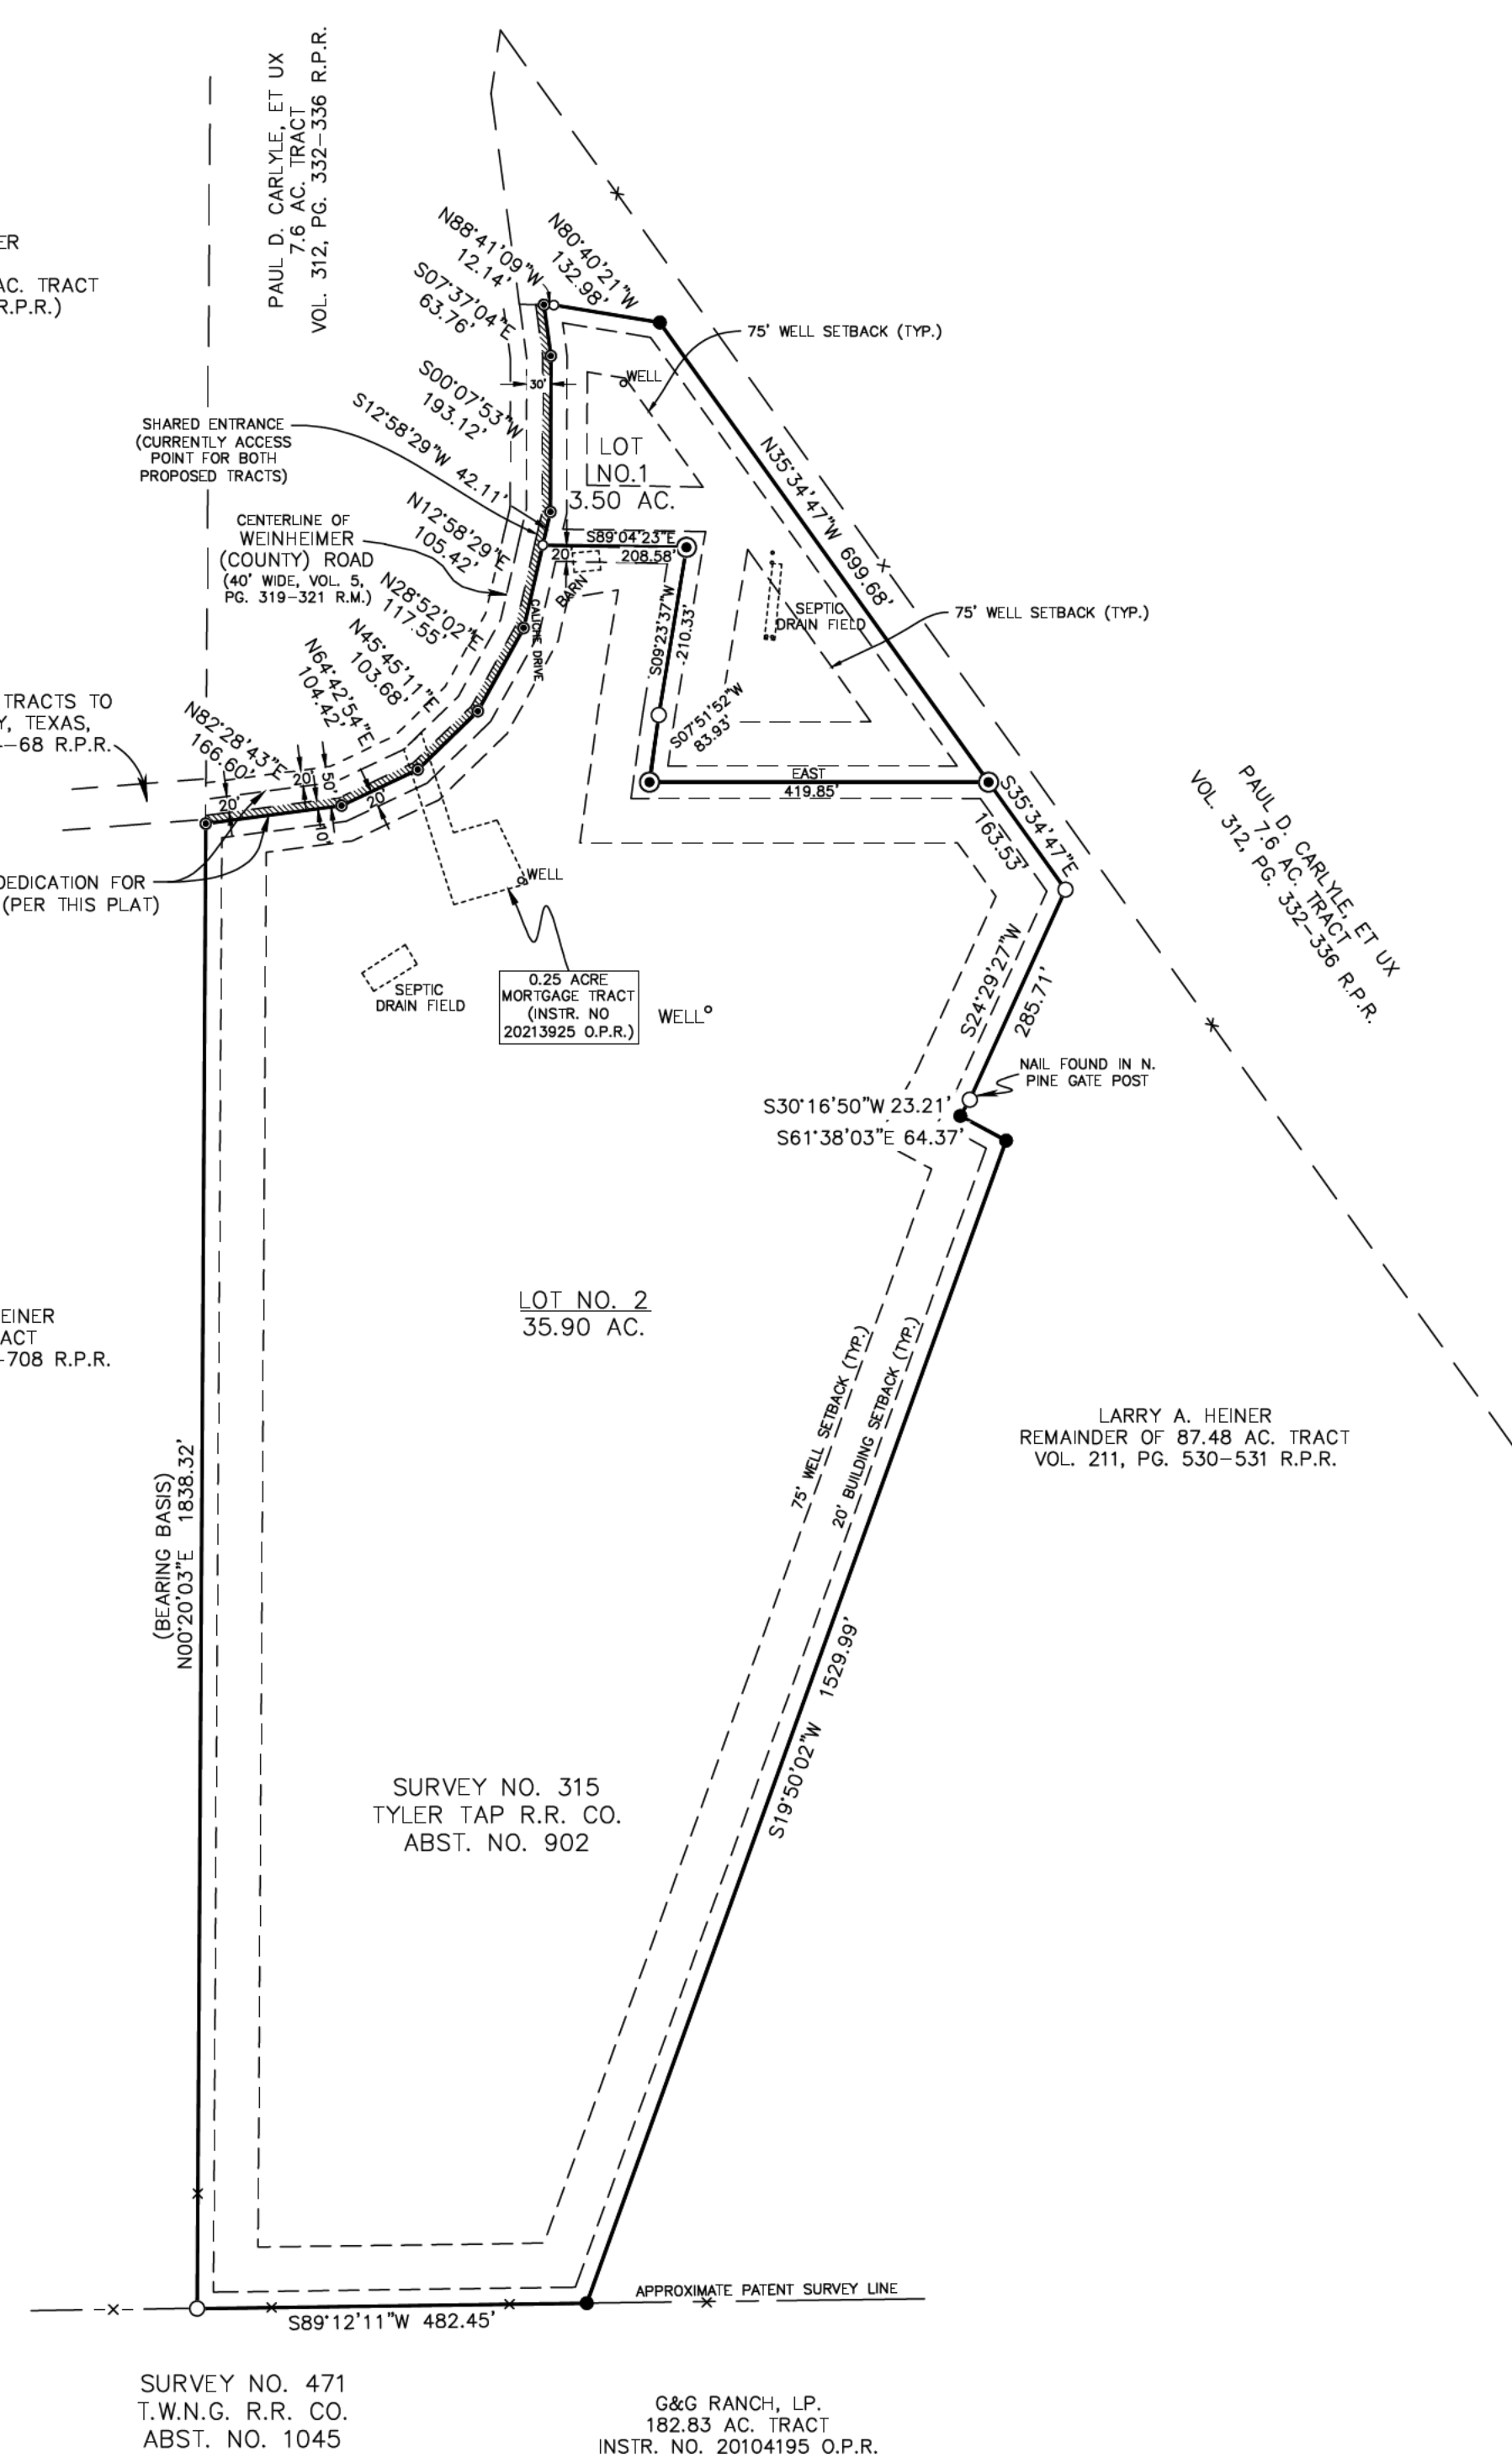 PAUL D. CARLYLE, ET UX
7.6 AC. TRACT
VOL. 312, PG. 332-336 R.P.R.
ER
AC. TRACT
R.P.R.)
N88°41'09"W
12.14'
N80°40'21"W
132.98'
S07°37'04"E
63.76'
75' WELL SETBACK (TYP.)
WELL
30'
S00°07'53"W
193.12'
S12°58'29"W 42.11'
SHARED ENTRANCE
(CURRENTLY ACCESS
POINT FOR BOTH
PROPOSED TRACTS)
LOT
NO.1
3.50 AC.
N35°34'47"W 699.68'
N12°58'29"E
105.42'
CENTERLINE OF
WEINHEIMER
(COUNTY) ROAD
(40' WIDE, VOL. 5,
PG. 319-321 R.M.)
S89°04'23"E
208.58'
20'
BARN
CALICHE DRIVE
N28°52'02"E
117.55'
SEPTIC
DRAIN FIELD
75' WELL SETBACK (TYP.)
S09°23'37"W
210.33'
N45°45'11"E
103.68'
N64°42'54"E
104.42'
S07°51'52"W
83.93'
TRACTS TO
Y, TEXAS,
-68 R.P.R.
N82°28'43"E
166.60'
20'
50'
20'
20'
10'
EAST
419.85'
S35°34'47"E
163.53'
PAUL D. CARLYLE, ET UX
7.6 AC. TRACT
VOL. 312, PG. 332-336 R.P.R.
DEDICATION FOR
(PER THIS PLAT)
WELL
SEPTIC
DRAIN FIELD
0.25 ACRE
MORTGAGE TRACT
(INSTR. NO
20213925 O.P.R.)
WELL
S24°29'27"W
285.71'
NAIL FOUND IN N.
PINE GATE POST
S30°16'50"W 23.21'
S61°38'03"E 64.37'
LOT NO. 2
35.90 AC.
EINER
ACT
-708 R.P.R.
75' WELL SETBACK (TYP.)
20' BUILDING SETBACK (TYP.)
LARRY A. HEINER
REMAINDER OF 87.48 AC. TRACT
VOL. 211, PG. 530-531 R.P.R.
(BEARING BASIS)
N00°20'03"E 1838.32'
S19°50'02"W 1529.99'
SURVEY NO. 315
TYLER TAP R.R. CO.
ABST. NO. 902
APPROXIMATE PATENT SURVEY LINE
S89°12'11"W 482.45'
SURVEY NO. 471
T.W.N.G. R.R. CO.
ABST. NO. 1045
G&G RANCH, LP.
182.83 AC. TRACT
INSTR. NO. 20104195 O.P.R.